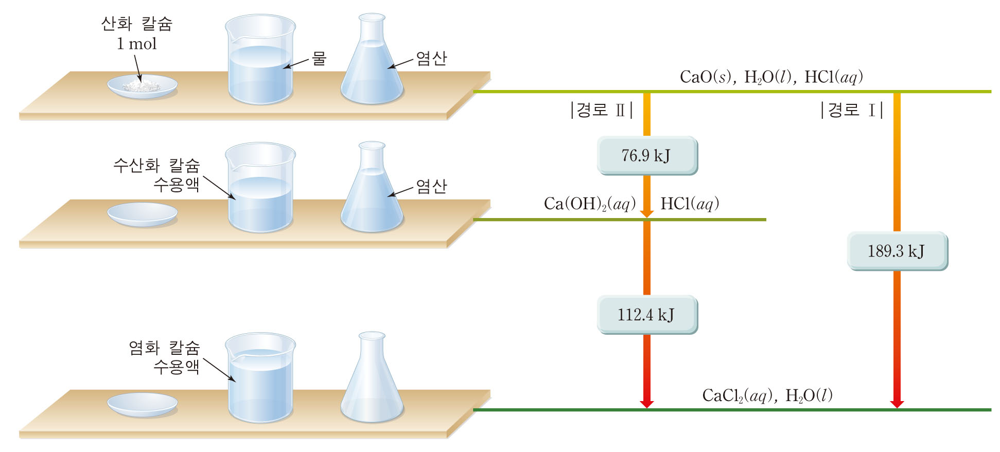 산화 칼슘
1 mol
물
염산
CaO(s), H₂O(l), HCl(aq)
|경로 Ⅱ|
|경로 Ⅰ|
76.9 kJ
수산화 칼슘
수용액
염산
Ca(OH)₂(aq) HCl(aq)
189.3 kJ
112.4 kJ
염화 칼슘
수용액
CaCl₂(aq), H₂O(l)